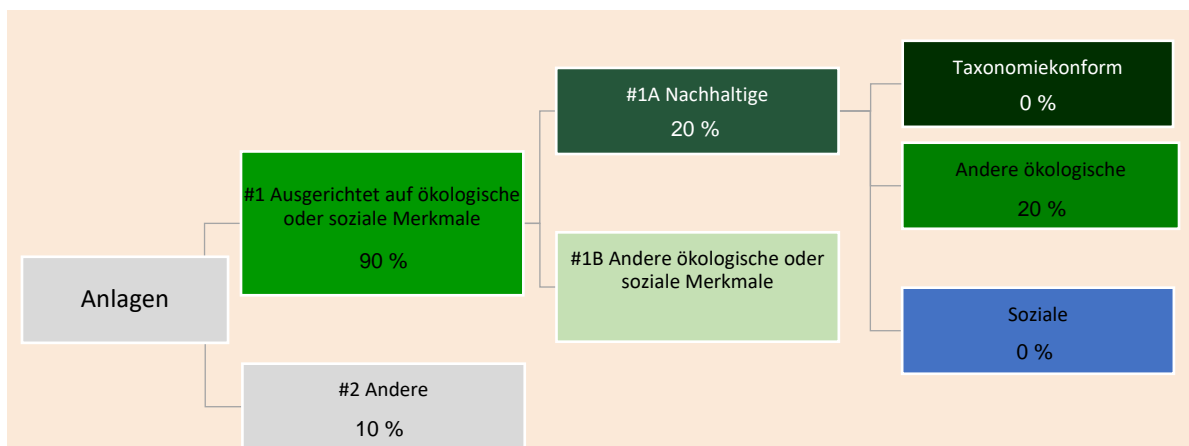 Anlagen
#1 Ausgerichtet auf ökologische
oder soziale Merkmale
90 %
#2 Andere
10 %
#1A Nachhaltige
20 %
#1B Andere ökologische oder
soziale Merkmale
Taxonomiekonform
0 %
Andere ökologische
20 %
Soziale
0 %